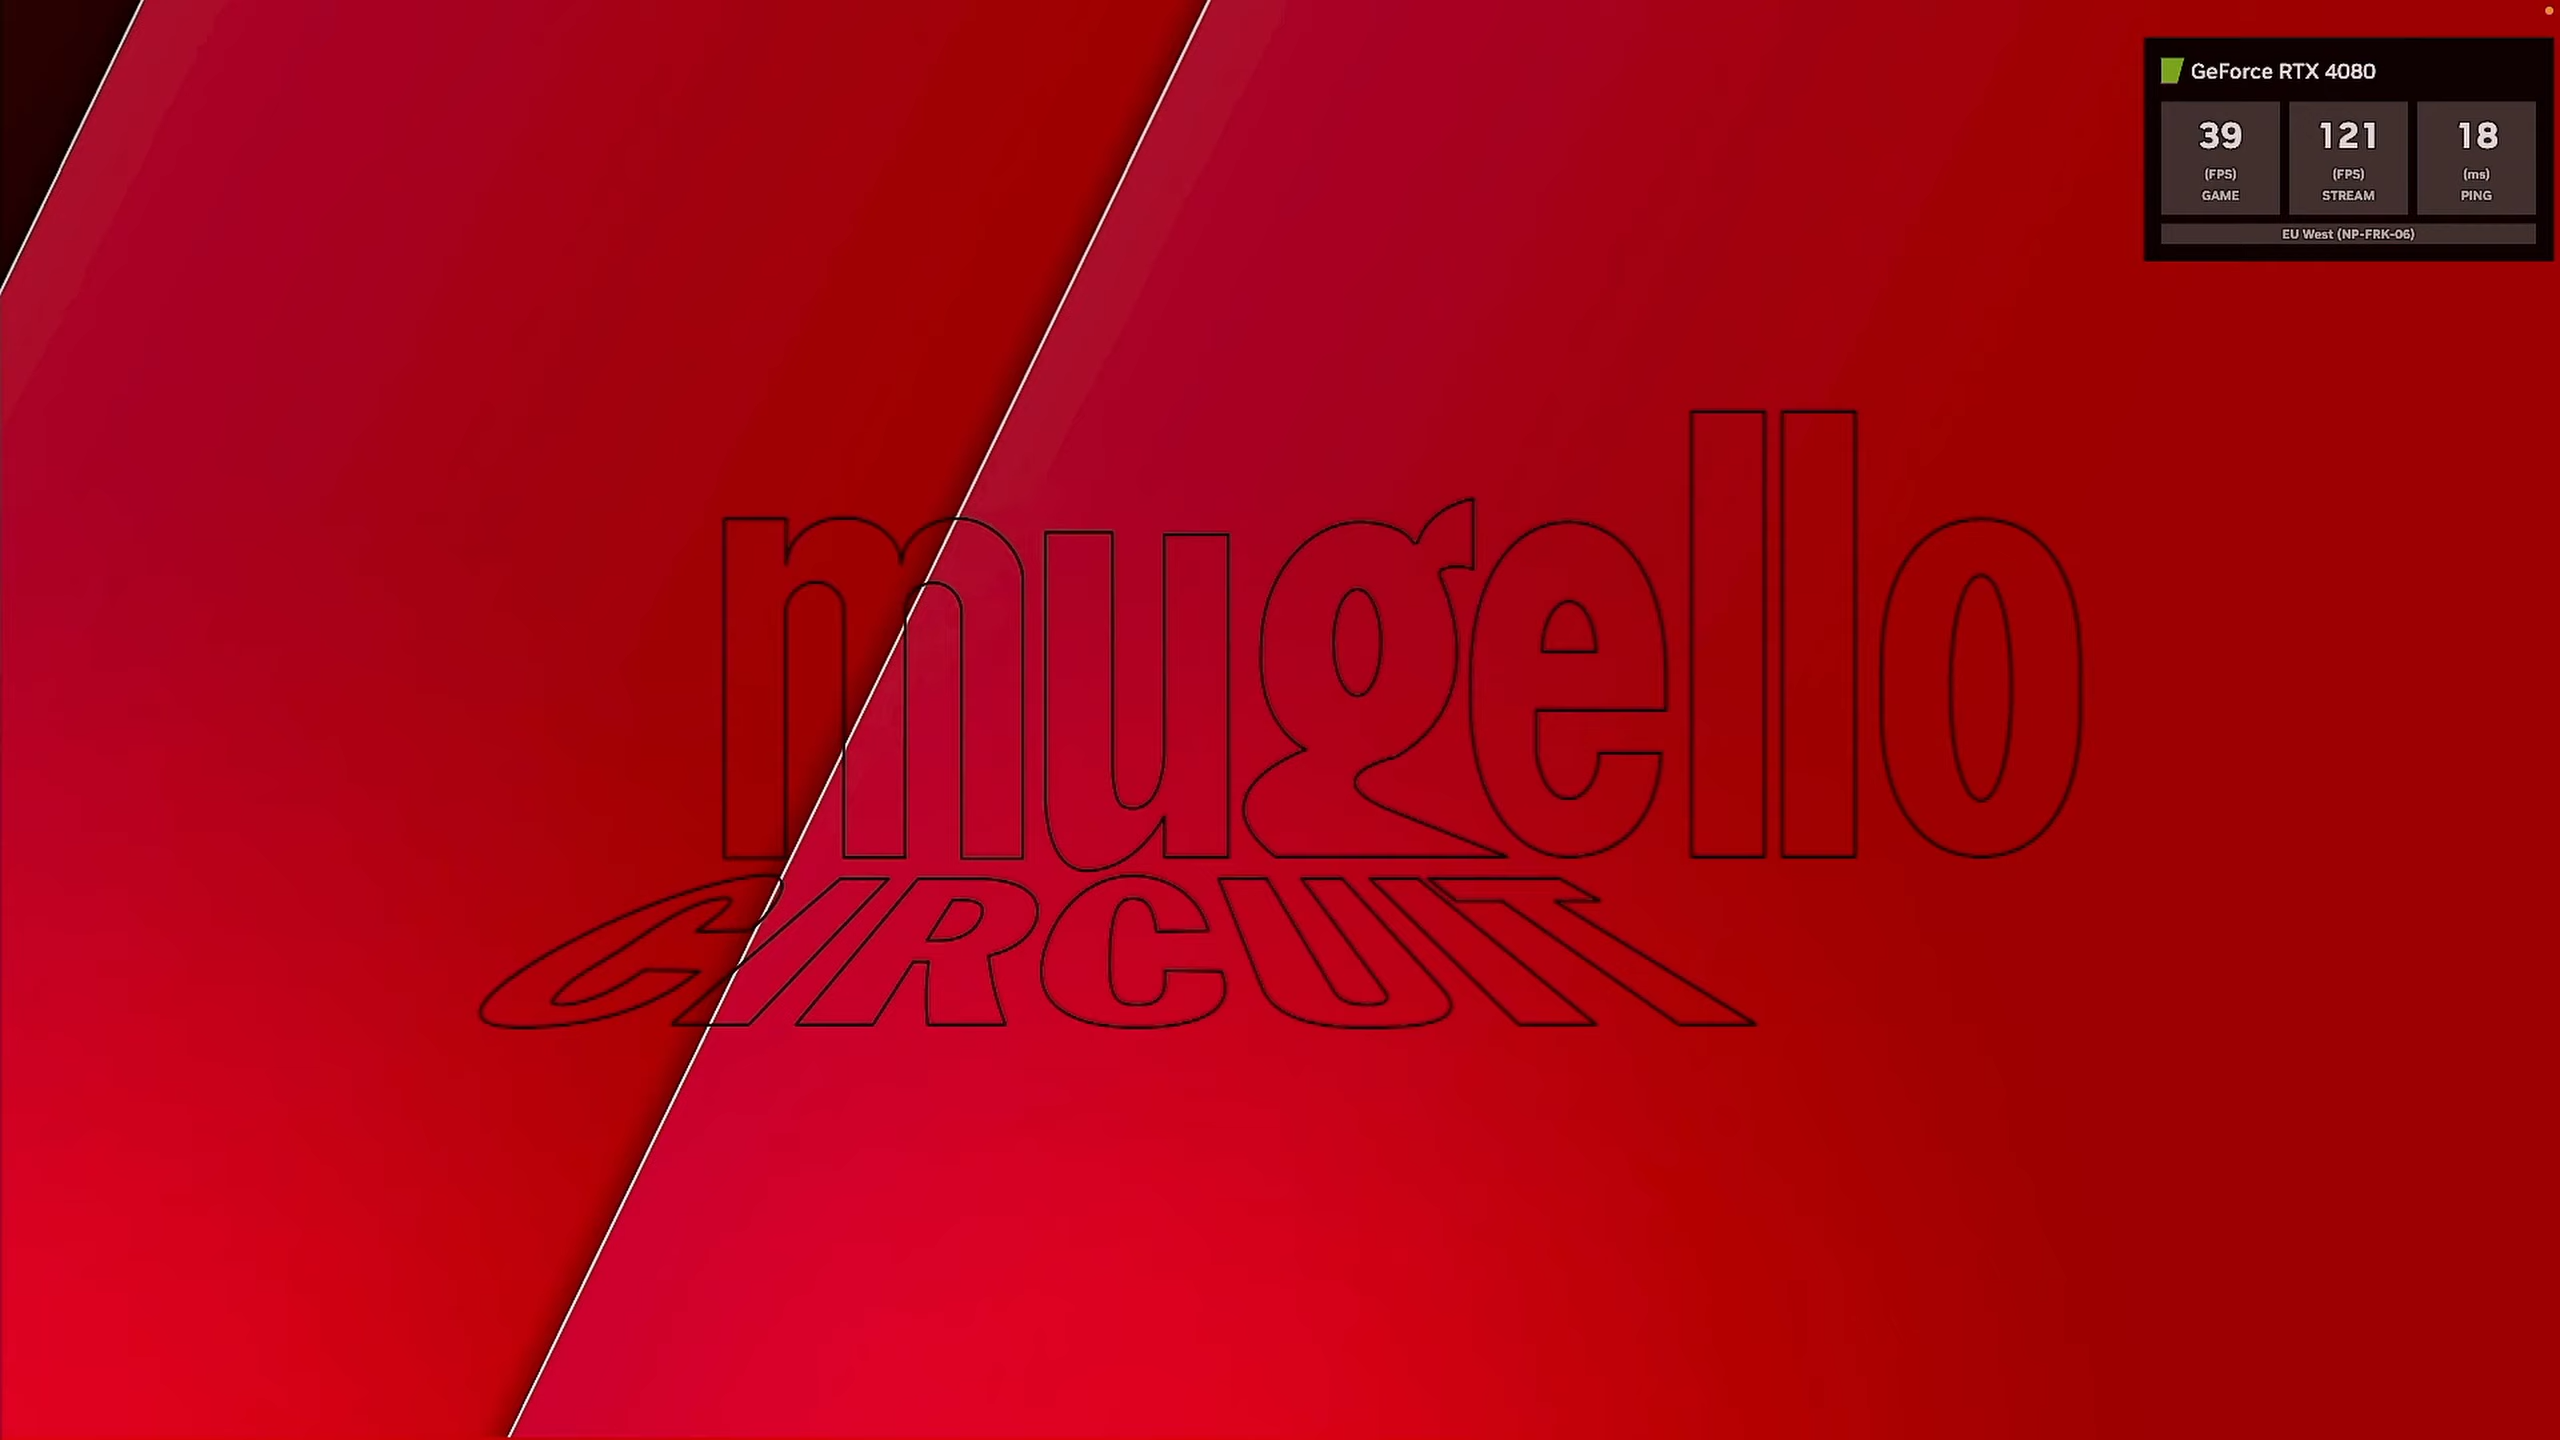 GeForce RTX 4080
39 121 18
(FPS) (FPS) (ms)
GAME STREAM PING
EU West (NP-FRK-06)
mugello
CIRCUIT